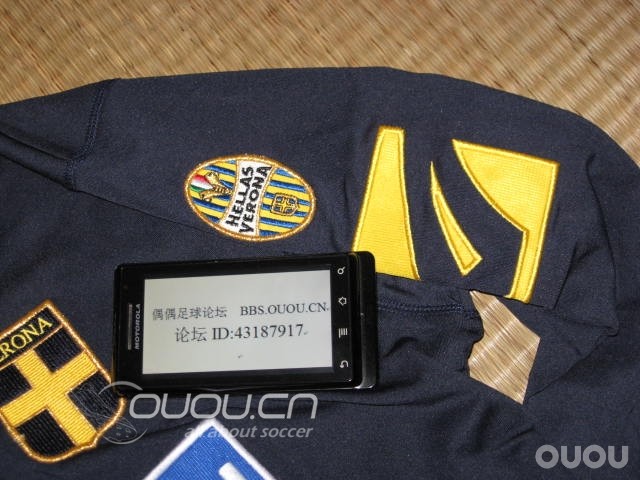 HELLAS
VERONA
偶偶足球论坛 BBS.OUOU.CN
论坛 ID:43187917
MOTOROLA
ERONA
OUOU.CN
all about soccer
OUOU